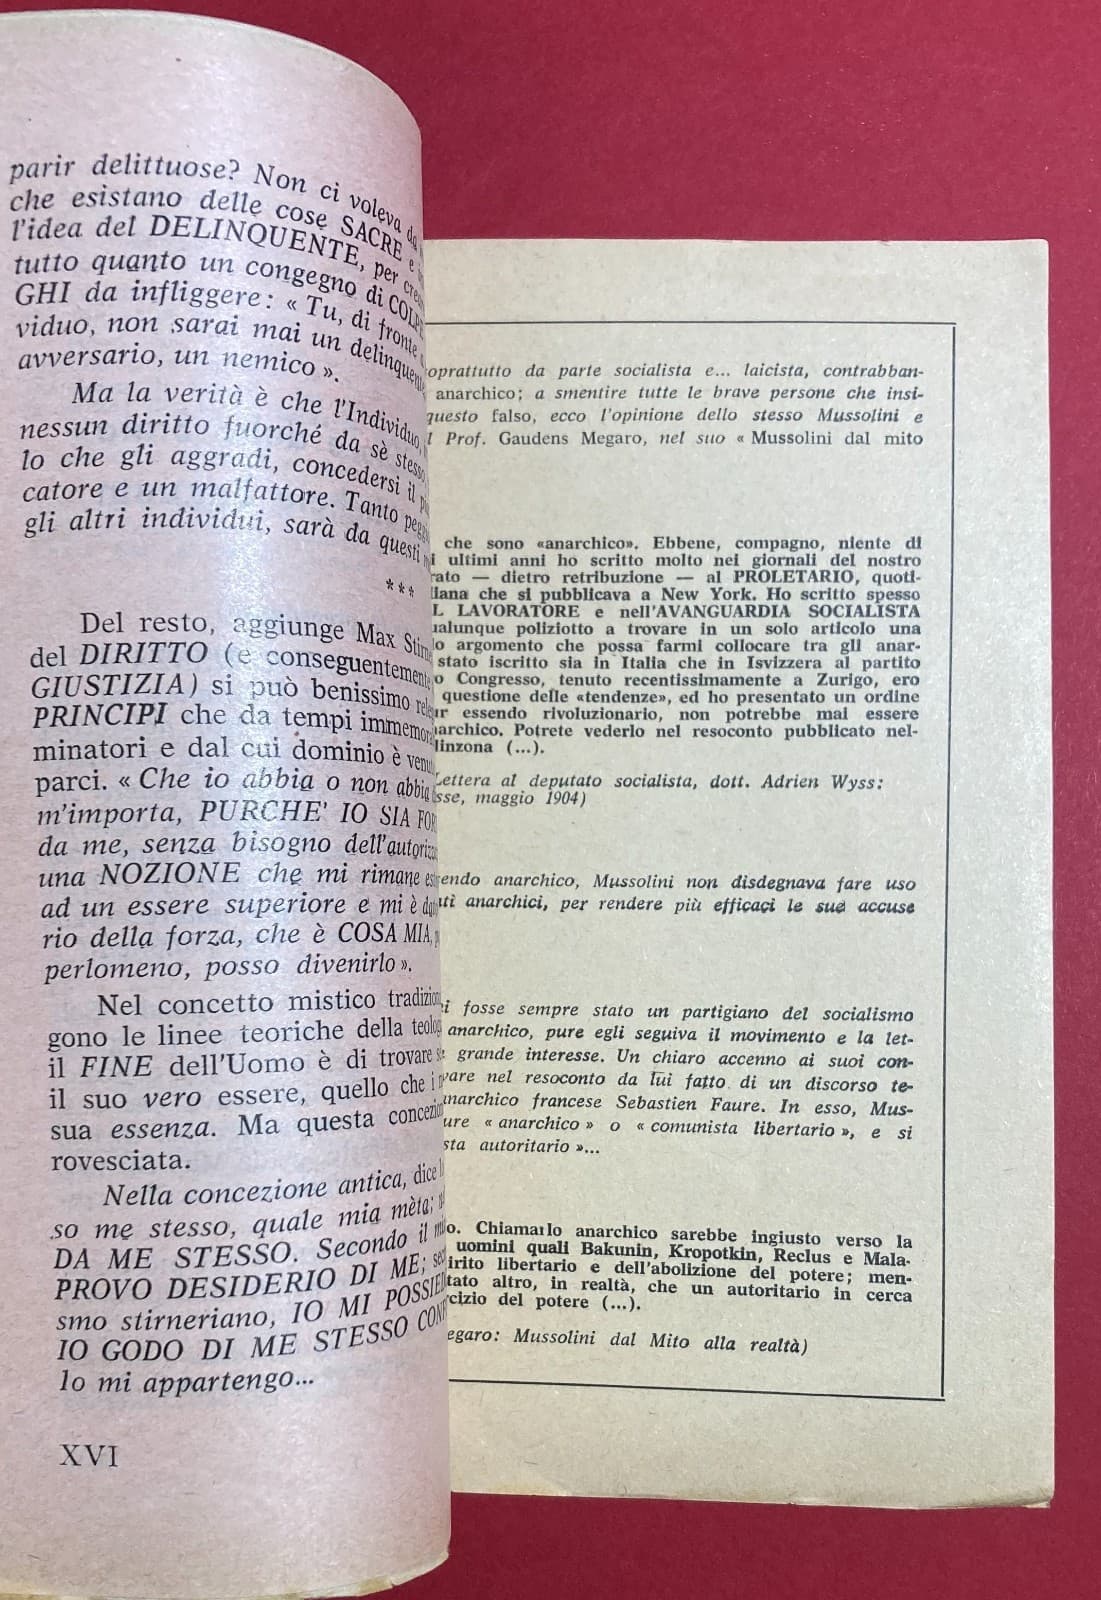 parir delittuose? Non ci voleva da
che esistano delle cose SACRE e
l'idea del DELINQUENTE, per
tutto quanto un congegno di
GHI da infliggere: « Tu, di fronte
viduo, non sarai mai un
avversario, un nemico ».
Ma la verità è che l'Individuo,
nessun diritto fuorché da sè stesso
lo che gli aggradi, concedersi il
catore e un malfattore. Tanto
gli altri individui, sarà da questi
***
Del resto, aggiunge Max
del DIRITTO (e conseguentemente
GIUSTIZIA) si può benissimo
PRINCIPI che da tempi
minatori e dal cui dominio è
parci. « Che io abbia o non abbia
m'importa, PURCHE' IO SIA
da me, senza bisogno
una NOZIONE che mi rimane
ad un essere superiore e mi è
rio della forza, che è COSA MIA,
perlomeno, posso divenirlo ».
Nel concetto mistico
gono le linee teoriche della
il FINE dell'Uomo è di trovare
il suo vero essere, quello che i
sua essenza. Ma questa
rovesciata.
Nella concezione antica, dice
so me stesso, quale mia mèta;
DA ME STESSO. Secondo il
PROVO DESIDERIO DI ME;
smo stirneriano, IO MI
IO GODO DI ME STESSO
Io mi appartengo...
XVI
oprattutto da parte socialista e... laicista, contrabban-
anarchico; a smentire tutte le brave persone che insi-
questo falso, ecco l'opinione dello stesso Mussolini e
l Prof. Gaudens Megaro, nel suo « Mussolini dal mito
che sono «anarchico». Ebbene, compagno, niente di
i ultimi anni ho scritto molto nei giornali del nostro
rato — dietro retribuzione — al PROLETARIO, quoti-
liana che si pubblicava a New York. Ho scritto spesso
L LAVORATORE e nell'AVANGUARDIA SOCIALISTA
ualunque poliziotto a trovare in un solo articolo una
o argomento che possa farmi collocare tra gli anar-
stato iscritto sia in Italia che in Isvizzera al partito
o Congresso, tenuto recentissimamente a Zurigo, ero
questione delle «tendenze», ed ho presentato un ordine
ur essendo rivoluzionario, non potrebbe mai essere
narchico. Potrete vederlo nel resoconto pubblicato nel-
linzona (...).
Lettera al deputato socialista, dott. Adrien Wyss:
sse, maggio 1904)
endo anarchico, Mussolini non disdegnava fare uso
ti anarchici, per rendere più efficaci le sue accuse
i fosse sempre stato un partigiano del socialismo
anarchico, pure egli seguiva il movimento e la let-
grande interesse. Un chiaro accenno ai suoi con-
vare nel resoconto da lui fatto di un discorso te-
anarchico francese Sebastien Faure. In esso, Mus-
ure « anarchico » o « comunista libertario », e si
sta autoritario »...
o. Chiamarlo anarchico sarebbe ingiusto verso la
uomini quali Bakunin, Kropotkin, Reclus e Mala-
irito libertario e dell'abolizione del potere; men-
tato altro, in realtà, che un autoritario in cerca
cizio del potere (...).
egaro: Mussolini dal Mito alla realtà)